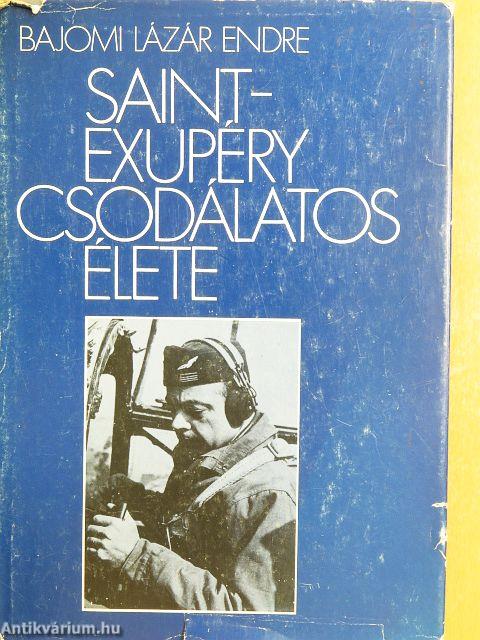 BAJOMI LÁZÁR ENDRE
SAINT-
EXUPÉRY
CSODÁLATOS
ÉLETE
Antikvárium.hu